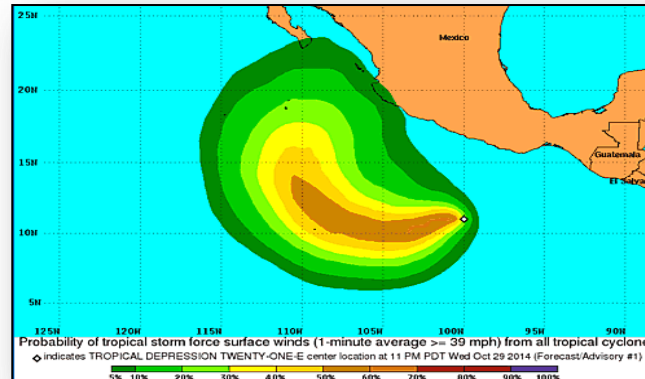 25N
Mexico
20N
15N
Guatemala
El Salva
10N
5N
125W 120W 115W 110W 105W 100W 95W 90W
Probability of tropical storm force surface winds (1-minute average >= 39 mph) from all tropical cyclone
indicates TROPICAL DEPRESSION TWENTY-ONE-E center location at 11 PM PDT Wed Oct 29 2014 (Forecast/Advisory #1)
5% 10% 20% 30% 40% 50% 60% 70% 80% 90% 100%